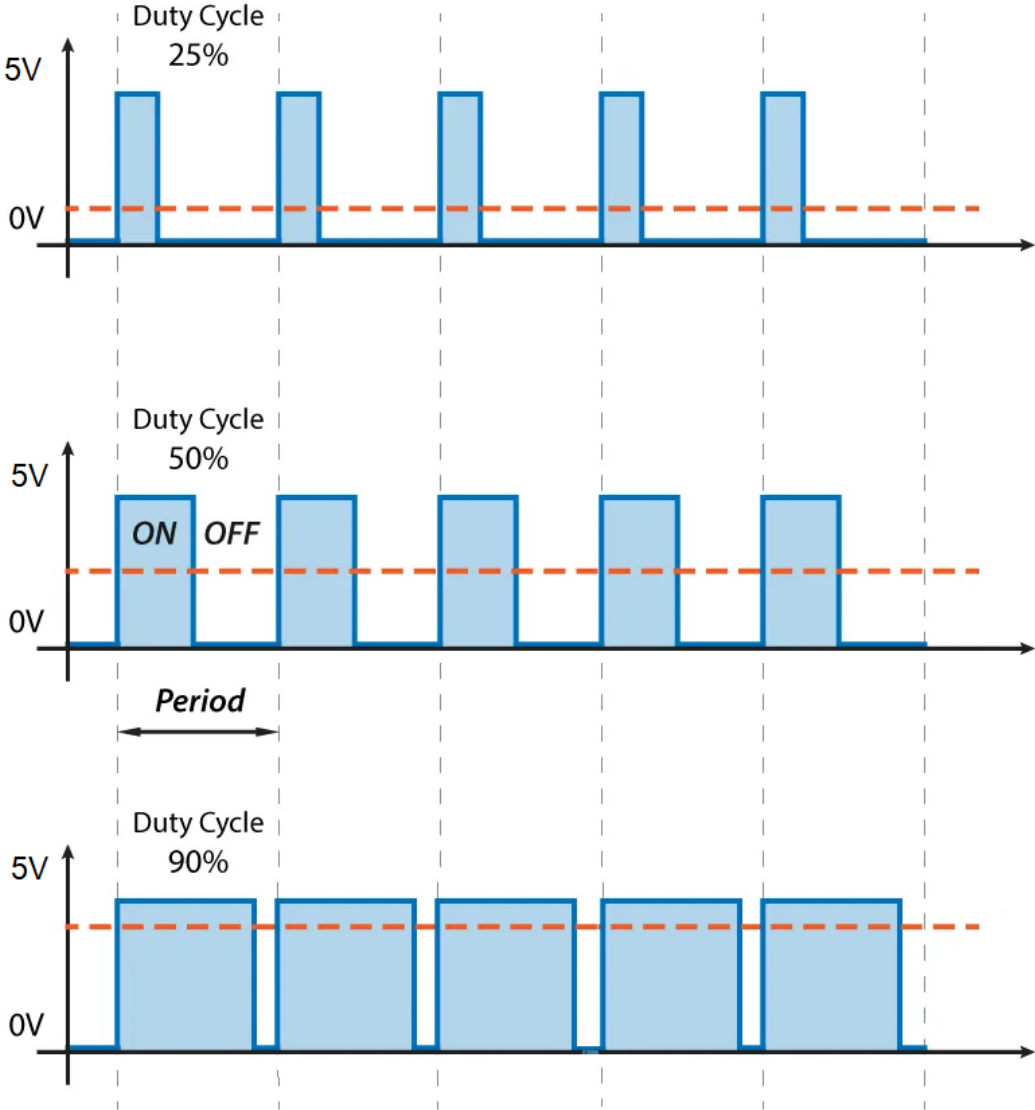 Duty Cycle
25%
5V
0V
Duty Cycle
50%
5V
ON OFF
0V
Period
Duty Cycle
90%
5V
0V